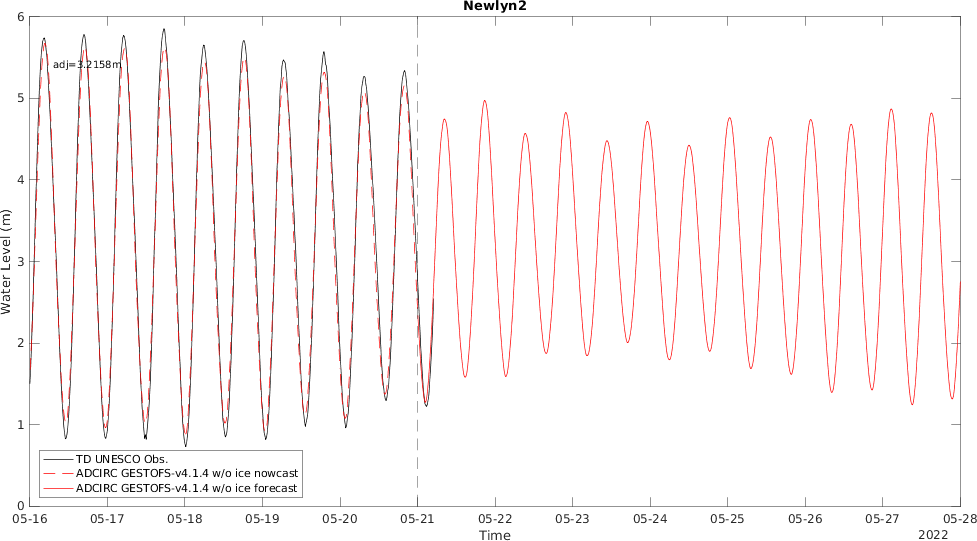 Newlyn2
6
5
4
3
2
1
0
Water Level (m)
adj=3.2158m
TD UNESCO Obs.
ADCIRC GESTOFS-v4.1.4 w/o ice nowcast
ADCIRC GESTOFS-v4.1.4 w/o ice forecast
05-16 05-17 05-18 05-19 05-20 05-21 05-22 05-23 05-24 05-25 05-26 05-27 05-28
Time
2022